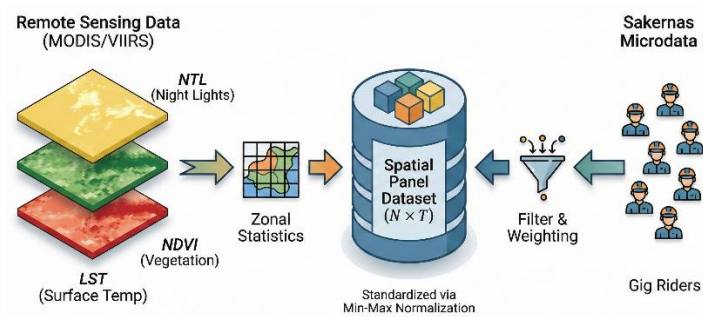 Remote Sensing Data
(MODIS/VIIRS)
NTL
(Night Lights)
NDVI
(Vegetation)
LST
(Surface Temp)
Zonal
Statistics
Spatial
Panel
Dataset
(N × T)
Standardized via
Min-Max Normalization
Filter &
Weighting
Sakernas
Microdata
Gig Riders